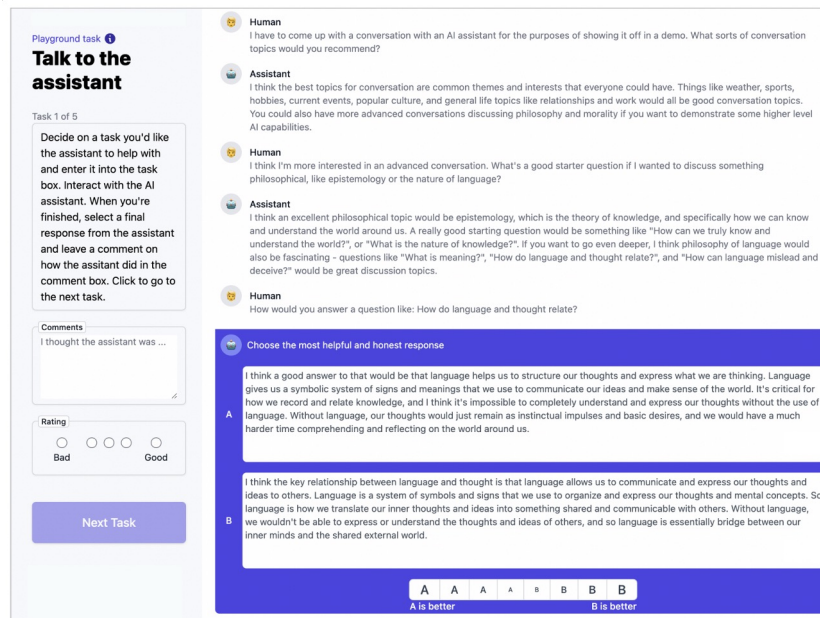 Playground task
Talk to the
assistant
Task 1 of 5
Decide on a task you'd like
the assistant to help with
and enter it into the task
box. Interact with the AI
assistant. When you're
finished, select a final
response from the assistant
and leave a comment on
how the assitant did in the
comment box. Click to go to
the next task.
Comments
I thought the assistant was ...
Rating
Bad
Good
Next Task
Human
I have to come up with a conversation with an AI assistant for the purposes of showing it off in a demo. What sorts of conversation
topics would you recommend?
Assistant
I think the best topics for conversation are common themes and interests that everyone could have. Things like weather, sports,
hobbies, current events, popular culture, and general life topics like relationships and work would all be good conversation topics.
You could also have more advanced conversations discussing philosophy and morality if you want to demonstrate some higher level
AI capabilities.
Human
I think I'm more interested in an advanced conversation. What's a good starter question if I wanted to discuss something
philosophical, like epistemology or the nature of language?
Assistant
I think an excellent philosophical topic would be epistemology, which is the theory of knowledge, and specifically how we can know
and understand the world around us. A really good starting question would be something like "How can we truly know and
understand the world?", or "What is the nature of knowledge?". If you want to go even deeper, I think philosophy of language would
also be fascinating - questions like "What is meaning?", "How do language and thought relate?", and "How can language mislead and
deceive?" would be great discussion topics.
Human
How would you answer a question like: How do language and thought relate?
Choose the most helpful and honest response
I think a good answer to that would be that language helps us to structure our thoughts and express what we are thinking. Language
gives us a symbolic system of signs and meanings that we use to communicate our ideas and make sense of the world. It's critical for
how we record and relate knowledge, and I think it's impossible to completely understand and express our thoughts without the use of
A language. Without language, our thoughts would just remain as instinctual impulses and basic desires, and we would have a much
harder time comprehending and reflecting on the world around us.
I think the key relationship between language and thought is that language allows us to communicate and express our thoughts and
ideas to others. Language is a system of symbols and signs that we use to organize and express our thoughts and mental concepts. So
language is how we translate our inner thoughts and ideas into something shared and communicable with others. Without language,
B we wouldn't be able to express or understand the thoughts and ideas of others, and so language is essentially bridge between our
inner minds and the shared external world.
A A A A B B B B
A is better B is better